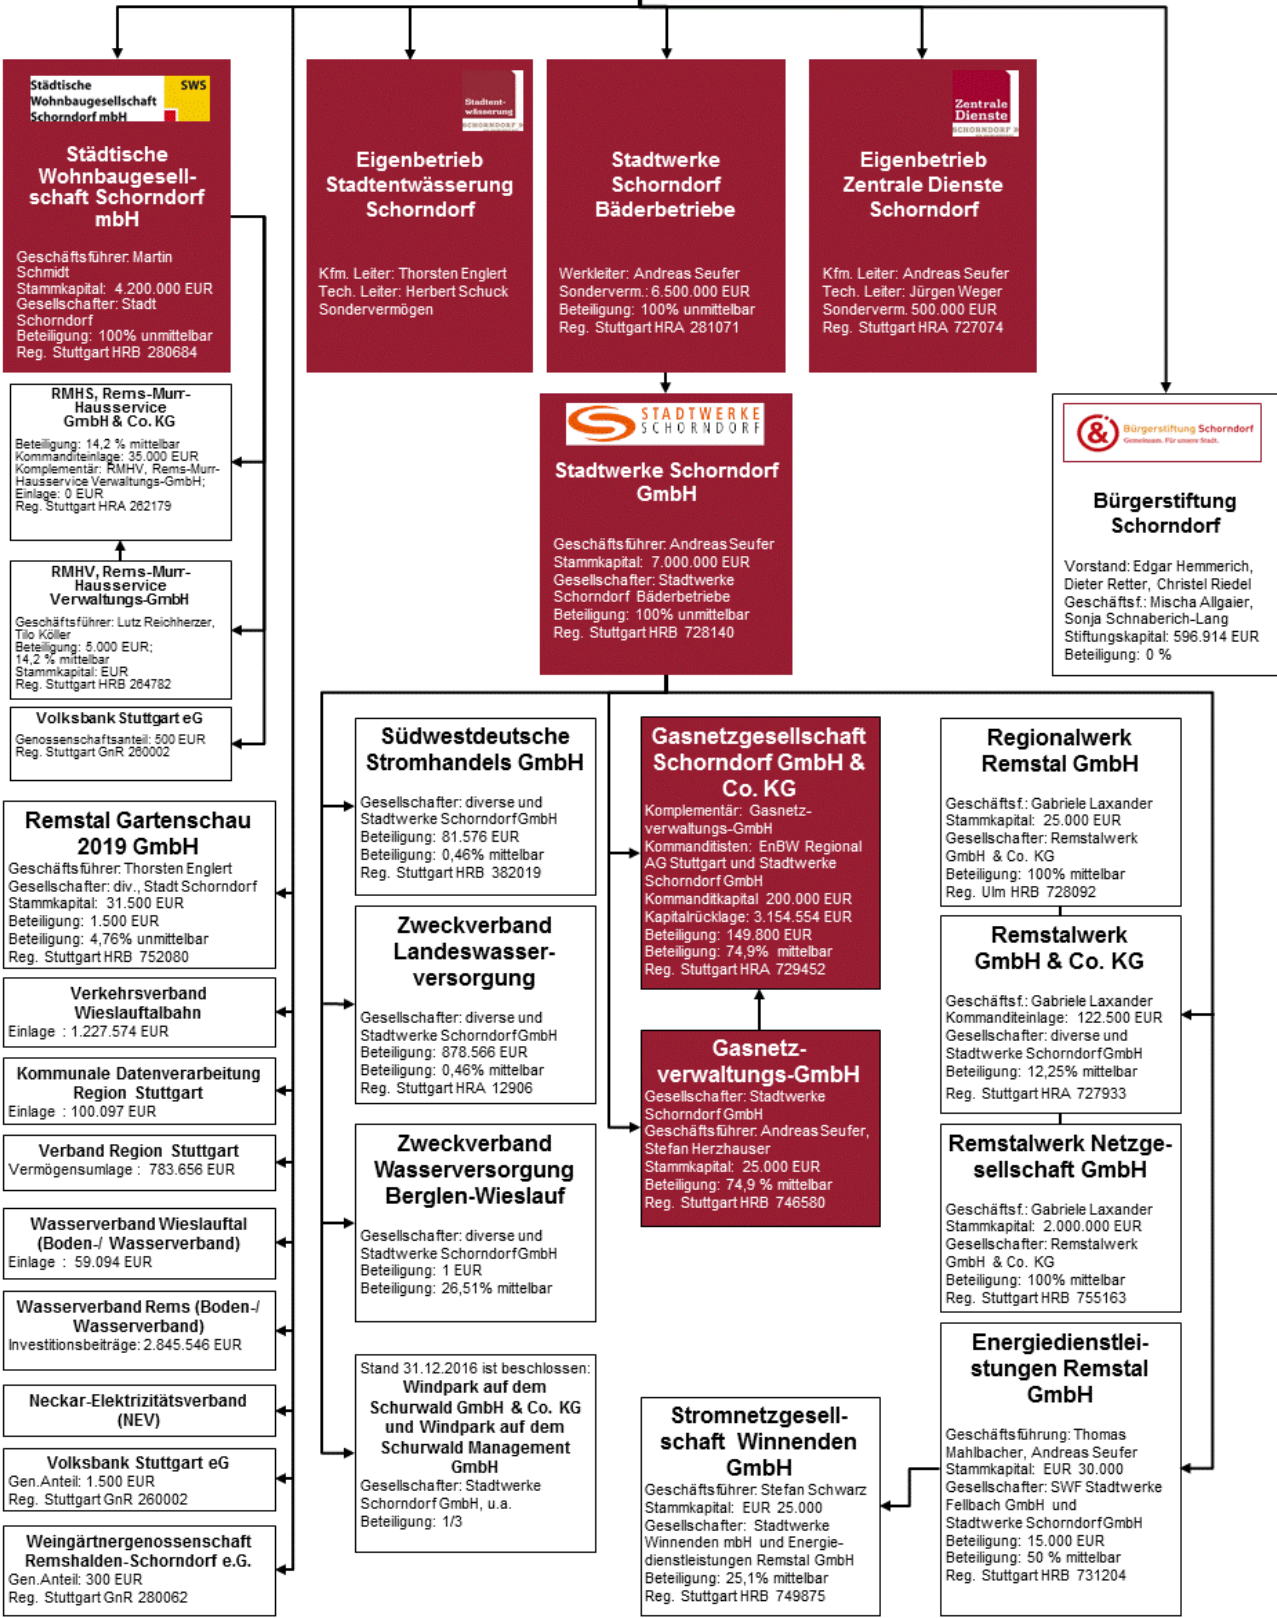 Städtische
Wohnbaugesellschaft
Schorndorf mbH
SWS
Städtische
Wohnbaugesell-
schaft Schorndorf
mbH
Geschäftsführer: Martin
Schmidt
Stammkapital: 4.200.000 EUR
Gesellschafter: Stadt
Schorndorf
Beteiligung: 100% unmittelbar
Reg. Stuttgart HRB 280684
Stadtent-
wässerung
SCHORNDORF
Eigenbetrieb
Stadtentwässerung
Schorndorf
Kfm. Leiter: Thorsten Englert
Tech. Leiter: Herbert Schuck
Sondervermögen
Stadtwerke
Schorndorf
Bäderbetriebe
Werkleiter: Andreas Seufer
Sonderverm.: 6.500.000 EUR
Beteiligung: 100% unmittelbar
Reg. Stuttgart HRA 281071
Zentrale
Dienste
SCHORNDORF
Eigenbetrieb
Zentrale Dienste
Schorndorf
Kfm. Leiter: Andreas Seufer
Tech. Leiter: Jürgen Weger
Sonderverm. 500.000 EUR
Reg. Stuttgart HRA 727074
RMHS, Rems-Murr-
Hausservice
GmbH & Co. KG
Beteiligung: 14,2 % mittelbar
Kommanditeinlage: 35.000 EUR
Komplementär: RMHV, Rems-Murr-
Hausservice Verwaltungs-GmbH;
Einlage: 0 EUR
Reg. Stuttgart HRA 262179
RMHV, Rems-Murr-
Hausservice
Verwaltungs-GmbH
Geschäftsführer: Lutz Reichherzer,
Tilo Köller
Beteiligung: 5.000 EUR;
14,2 % mittelbar
Stammkapital: EUR
Reg. Stuttgart HRB 264782
Volksbank Stuttgart eG
Genossenschaftsanteil: 500 EUR
Reg. Stuttgart GnR 260002
STADTWERKE
SCHORNDORF
Stadtwerke Schorndorf
GmbH
Geschäftsführer: Andreas Seufer
Stammkapital: 7.000.000 EUR
Gesellschafter: Stadtwerke
Schorndorf Bäderbetriebe
Beteiligung: 100% unmittelbar
Reg. Stuttgart HRB 728140
& Bürgerstiftung Schorndorf
Gemeinsam. Für unsere Stadt.
Bürgerstiftung
Schorndorf
Vorstand: Edgar Hemmerich,
Dieter Retter, Christel Riedel
Geschäftsf.: Mischa Allgaier,
Sonja Schnaberich-Lang
Stiftungskapital: 596.914 EUR
Beteiligung: 0 %
Remstal Gartenschau
2019 GmbH
Geschäftsführer: Thorsten Englert
Gesellschafter: div., Stadt Schorndorf
Stammkapital: 31.500 EUR
Beteiligung: 1.500 EUR
Beteiligung: 4,76% unmittelbar
Reg. Stuttgart HRB 752080
Verkehrsverband
Wieslauftalbahn
Einlage : 1.227.574 EUR
Kommunale Datenverarbeitung
Region Stuttgart
Einlage : 100.097 EUR
Verband Region Stuttgart
Vermögensumlage : 783.656 EUR
Wasserverband Wieslauftal
(Boden-/ Wasserverband)
Einlage : 59.094 EUR
Wasserverband Rems (Boden-/
Wasserverband)
Investitionsbeiträge: 2.845.546 EUR
Neckar-Elektrizitätsverband
(NEV)
Volksbank Stuttgart eG
Gen.Anteil: 1.500 EUR
Reg. Stuttgart GnR 260002
Weingärtnergenossenschaft
Remshalden-Schorndorf e.G.
Gen.Anteil: 300 EUR
Reg. Stuttgart GnR 280062
Südwestdeutsche
Stromhandels GmbH
Gesellschafter: diverse und
Stadtwerke Schorndorf GmbH
Beteiligung: 81.576 EUR
Beteiligung: 0,46% mittelbar
Reg. Stuttgart HRB 382019
Zweckverband
Landeswasser-
versorgung
Gesellschafter: diverse und
Stadtwerke Schorndorf GmbH
Beteiligung: 878.566 EUR
Beteiligung: 0,46% mittelbar
Reg. Stuttgart HRA 12906
Zweckverband
Wasserversorgung
Berglen-Wieslauf
Gesellschafter: diverse und
Stadtwerke Schorndorf GmbH
Beteiligung: 1 EUR
Beteiligung: 26,51% mittelbar
Stand 31.12.2016 ist beschlossen:
Windpark auf dem
Schurwald GmbH & Co. KG
und Windpark auf dem
Schurwald Management
GmbH
Gesellschafter: Stadtwerke
Schorndorf GmbH, u.a.
Beteiligung: 1/3
Gasnetzgesellschaft
Schorndorf GmbH &
Co. KG
Komplementär: Gasnetz-
verwaltungs-GmbH
Kommanditisten: EnBW Regional
AG Stuttgart und Stadtwerke
Schorndorf GmbH
Kommanditkapital 200.000 EUR
Kapitalrücklage: 3.154.554 EUR
Beteiligung: 149.800 EUR
Beteiligung: 74,9% mittelbar
Reg. Stuttgart HRA 729452
Gasnetz-
verwaltungs-GmbH
Gesellschafter: Stadtwerke
Schorndorf GmbH
Geschäftsführer: Andreas Seufer,
Stefan Herzhauser
Stammkapital: 25.000 EUR
Beteiligung: 74,9 % mittelbar
Reg. Stuttgart HRB 746580
Stromnetzgesell-
schaft Winnenden
GmbH
Geschäftsführer: Stefan Schwarz
Stammkapital: EUR 25.000
Gesellschafter: Stadtwerke
Winnenden mbH und Energie-
dienstleistungen Remstal GmbH
Beteiligung: 25,1% mittelbar
Reg. Stuttgart HRB 749875
Regionalwerk
Remstal GmbH
Geschäftsf.: Gabriele Laxander
Stammkapital: 25.000 EUR
Gesellschafter: Remstalwerk
GmbH & Co. KG
Beteiligung: 100% mittelbar
Reg. Ulm HRB 728092
Remstalwerk
GmbH & Co. KG
Geschäftsf.: Gabriele Laxander
Kommanditeinlage: 122.500 EUR
Gesellschafter: diverse und
Stadtwerke Schorndorf GmbH
Beteiligung: 12,25% mittelbar
Reg. Stuttgart HRA 727933
Remstalwerk Netzge-
sellschaft GmbH
Geschäftsf.: Gabriele Laxander
Stammkapital: 2.000.000 EUR
Gesellschafter: Remstalwerk
GmbH & Co. KG
Beteiligung: 100% mittelbar
Reg. Stuttgart HRB 755163
Energiedienstlei-
stungen Remstal
GmbH
Geschäftsführung: Thomas
Mahlbacher, Andreas Seufer
Stammkapital: EUR 30.000
Gesellschafter: SWF Stadtwerke
Fellbach GmbH und
Stadtwerke Schorndorf GmbH
Beteiligung: 15.000 EUR
Beteiligung: 50 % mittelbar
Reg. Stuttgart HRB 731204